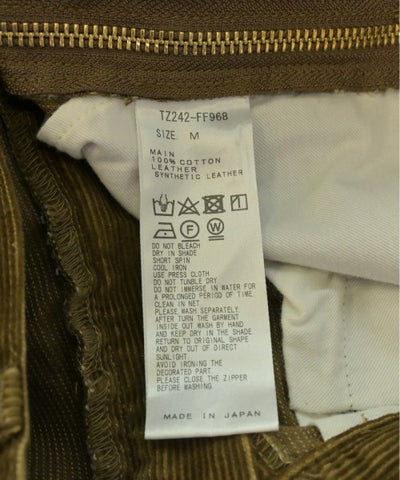 TZ242-FF968
SIZE. M
MAIN
100% COTTON
LEATHER
SYNTHETIC LEATHER
F W
DO NOT BLEACH
DRY IN SHADE
SHORT SPIN
COOL IRON
USE PRESS CLOTH
DO NOT TUMBLE DRY
DO NOT IMMERSE IN WATER FOR
A PROLONGED PERIOD OF TIME
CLEAN IN NET
PLEASE WASH SEPARATELY
AFTER TURN THE GARMENT
INSIDE OUT WASH BY HAND
AND KEEP DRY IN SHADE
RETURN TO ORIGINAL SHAPE
AND DRY OUT OF DIRECT
SUNLIGHT
AVOID IRONING THE
DECORATED PART
PLEASE CLOSE THE ZIPPER
BEFORE WASHING
MADE IN JAPAN